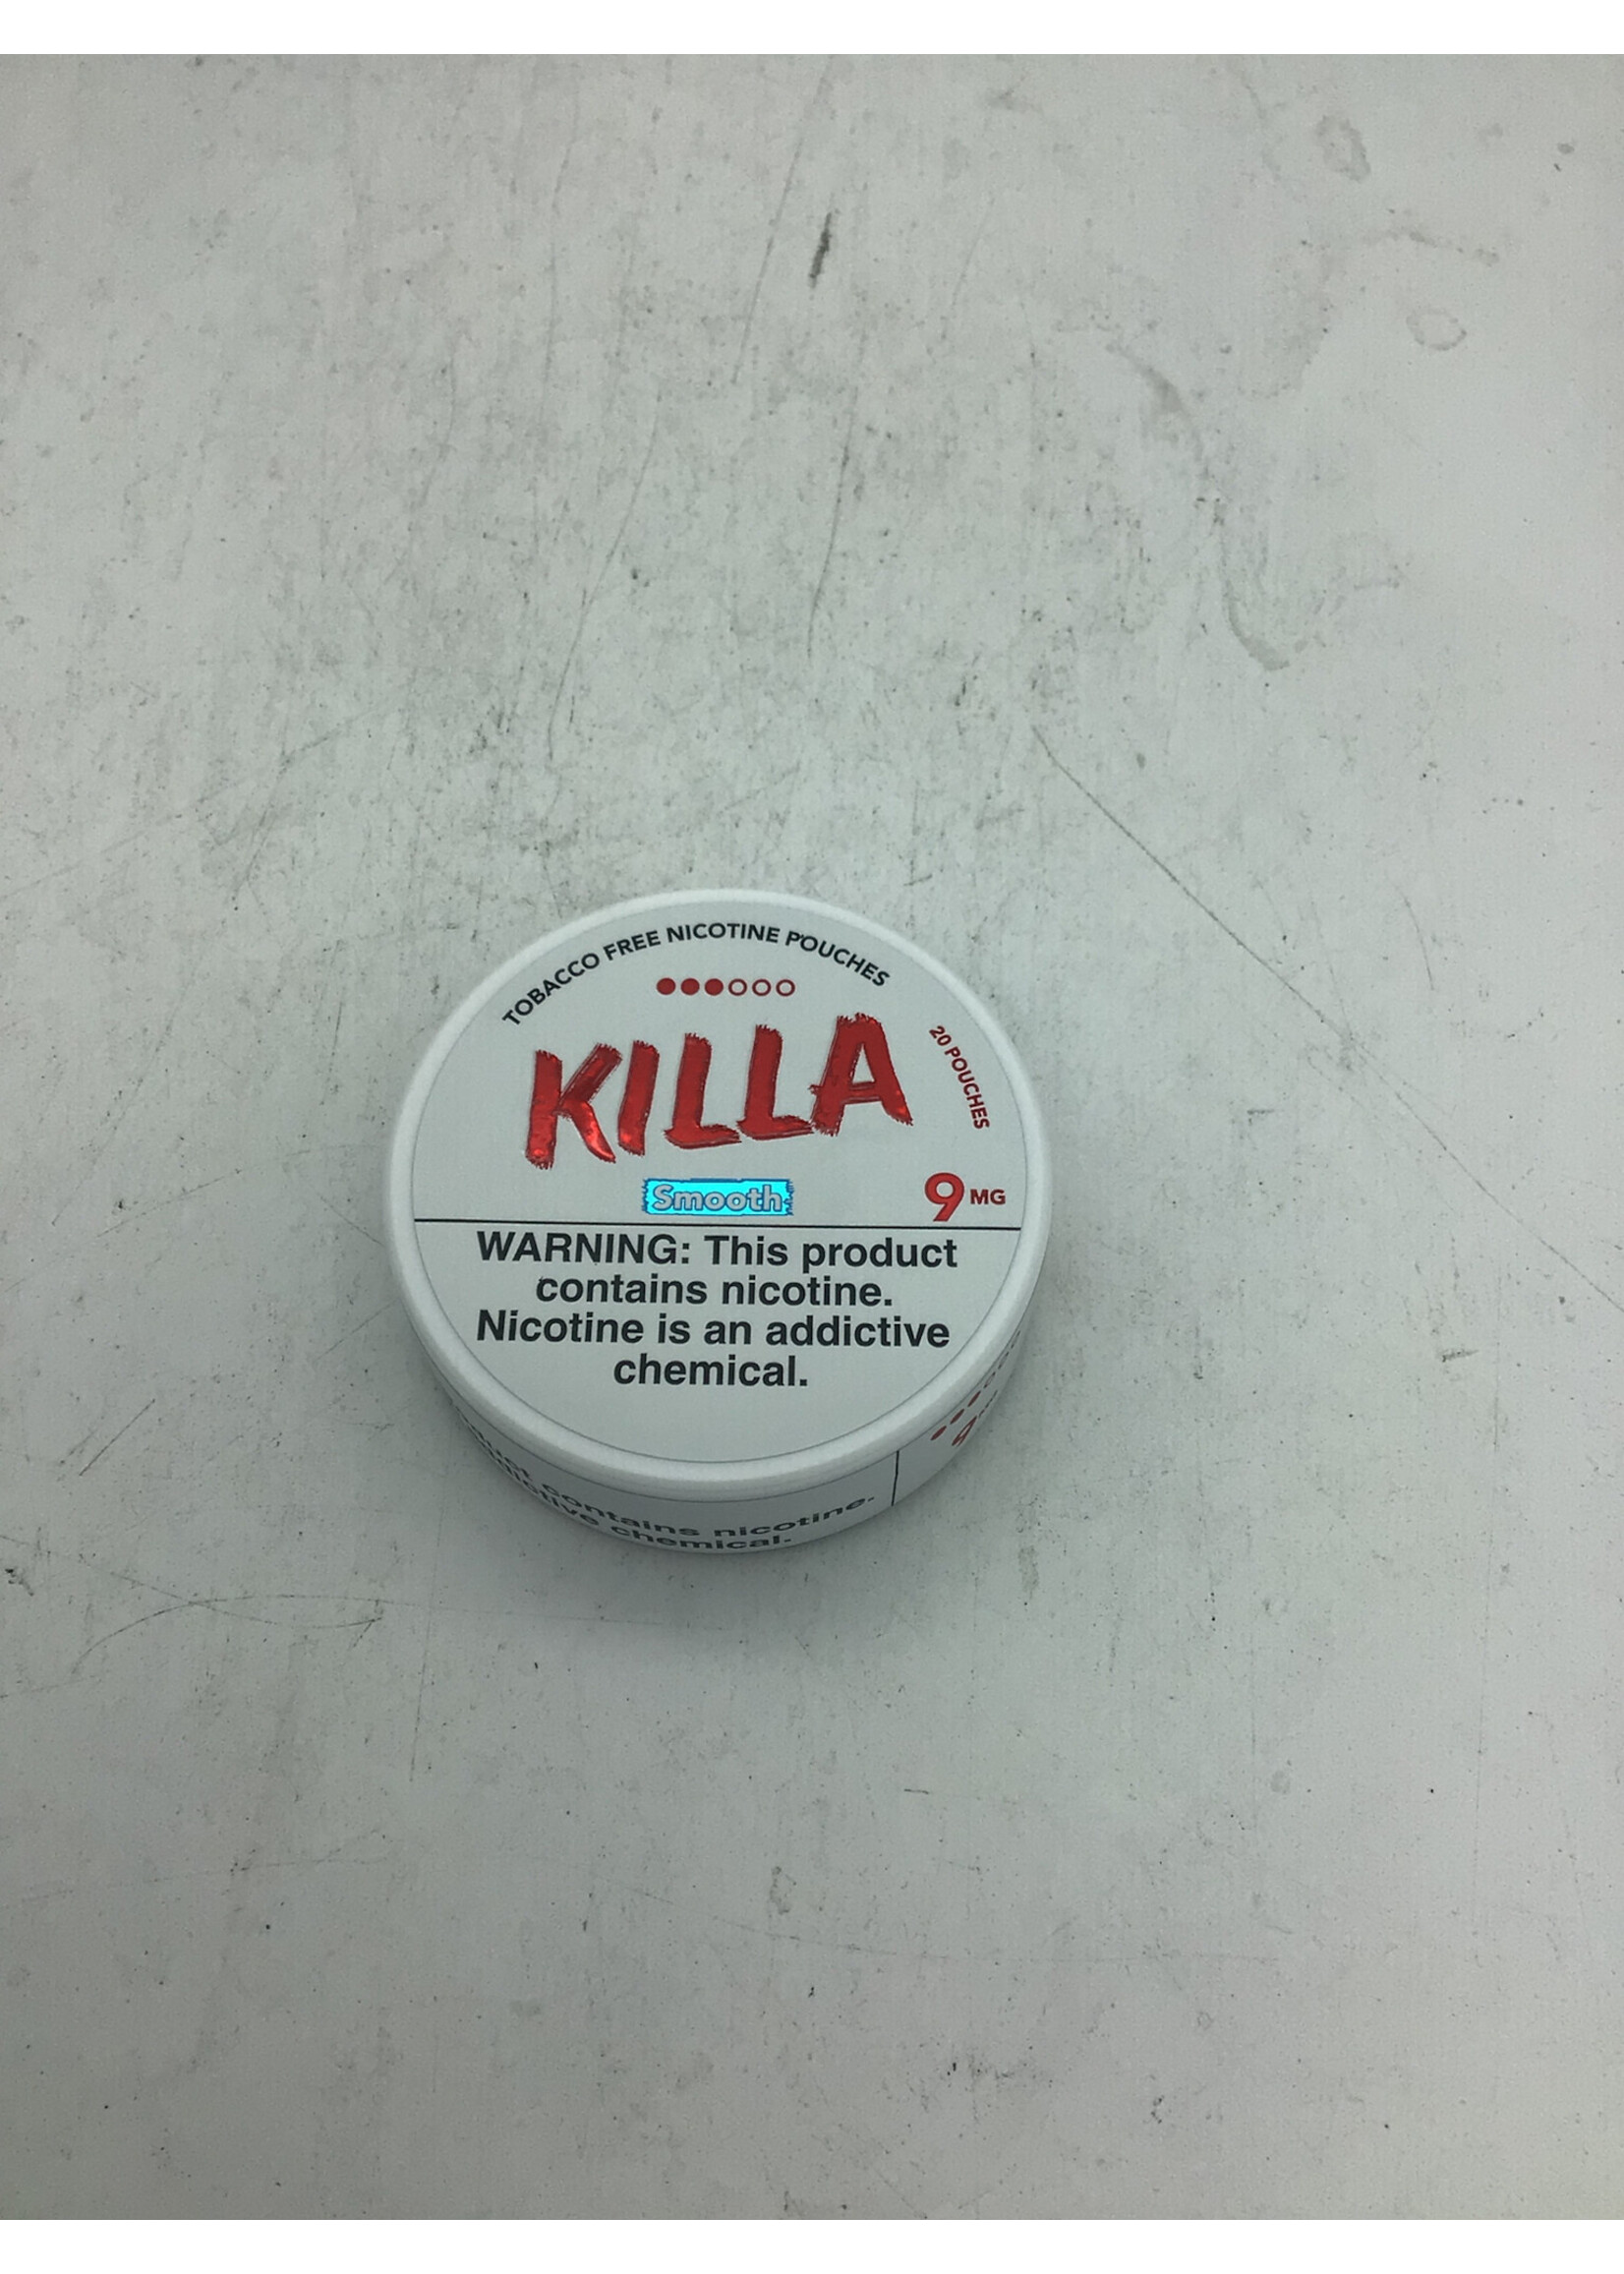 TOBACCO FREE NICOTINE POUCHES
KILLA
20 POUCHES
Smooth
9 MG
WARNING: This product
contains nicotine.
Nicotine is an addictive
chemical.
contains nicotine.
chemical.